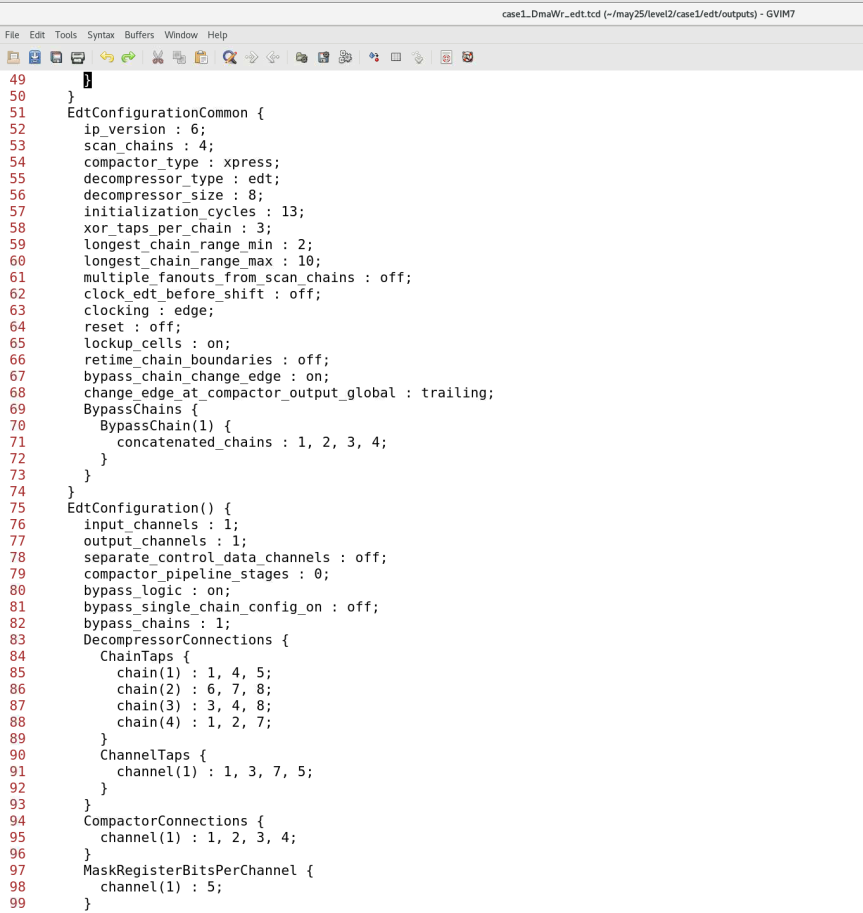 case1_DmaWr_edt.tcd (~/may25/level2/case1/edt/outputs) - GVIM7
File Edit Tools Syntax Buffers Window Help
49       }
50     }
51     EdtConfigurationCommon {
52       ip_version : 6;
53       scan_chains : 4;
54       compactor_type : xpress;
55       decompressor_type : edt;
56       decompressor_size : 8;
57       initialization_cycles : 13;
58       xor_taps_per_chain : 3;
59       longest_chain_range_min : 2;
60       longest_chain_range_max : 10;
61       multiple_fanouts_from_scan_chains : off;
62       clock_edt_before_shift : off;
63       clocking : edge;
64       reset : off;
65       lockup_cells : on;
66       retime_chain_boundaries : off;
67       bypass_chain_change_edge : on;
68       change_edge_at_compactor_output_global : trailing;
69       BypassChains {
70         BypassChain(1) {
71           concatenated_chains : 1, 2, 3, 4;
72         }
73       }
74     }
75     EdtConfiguration() {
76       input_channels : 1;
77       output_channels : 1;
78       separate_control_data_channels : off;
79       compactor_pipeline_stages : 0;
80       bypass_logic : on;
81       bypass_single_chain_config_on : off;
82       bypass_chains : 1;
83       DecompressorConnections {
84         ChainTaps {
85           chain(1) : 1, 4, 5;
86           chain(2) : 6, 7, 8;
87           chain(3) : 3, 4, 8;
88           chain(4) : 1, 2, 7;
89         }
90         ChannelTaps {
91           channel(1) : 1, 3, 7, 5;
92         }
93       }
94       CompactorConnections {
95         channel(1) : 1, 2, 3, 4;
96       }
97       MaskRegisterBitsPerChannel {
98         channel(1) : 5;
99       }